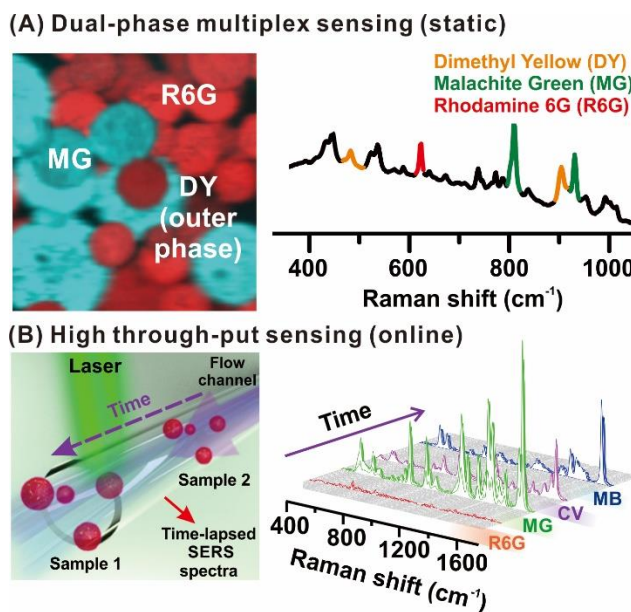 (A) Dual-phase multiplex sensing (static)
R6G
MG
DY
(outer
phase)
Dimethyl Yellow (DY)
Malachite Green (MG)
Rhodamine 6G (R6G)
400 600 800 1000
Raman shift (cm-1)
(B) High through-put sensing (online)
Laser
Flow
channel
Time
Sample 2
Sample 1
Time-lapsed
SERS
spectra
Time
MB
CV
MG
R6G
400
800
1200
1600
Raman shift (cm-1)